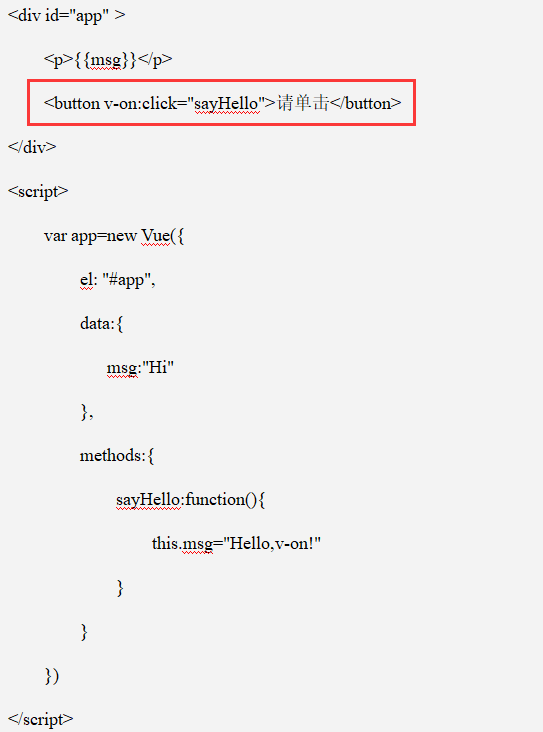 <div id="app" >
<p>{{msg}}</p>
<button v-on:click="sayHello">请单击</button>
</div>
<script>
var app=new Vue({
el: "#app",
data:{
msg:"Hi"
},
methods:{
sayHello:function(){
this.msg="Hello,v-on!"
}
}
})
</script>